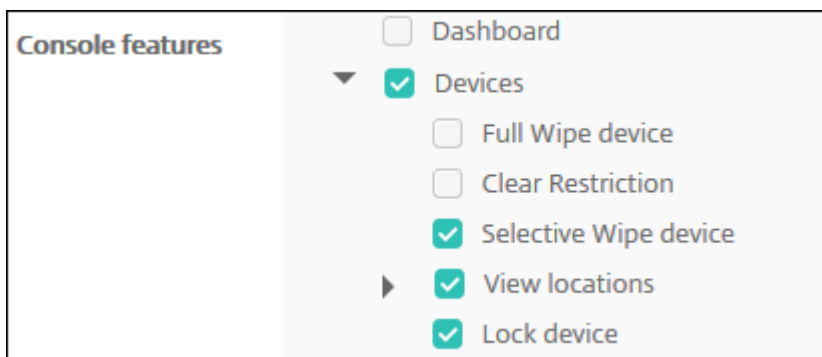 Console features
Dashboard
Devices
Full Wipe device
Clear Restriction
Selective Wipe device
View locations
Lock device